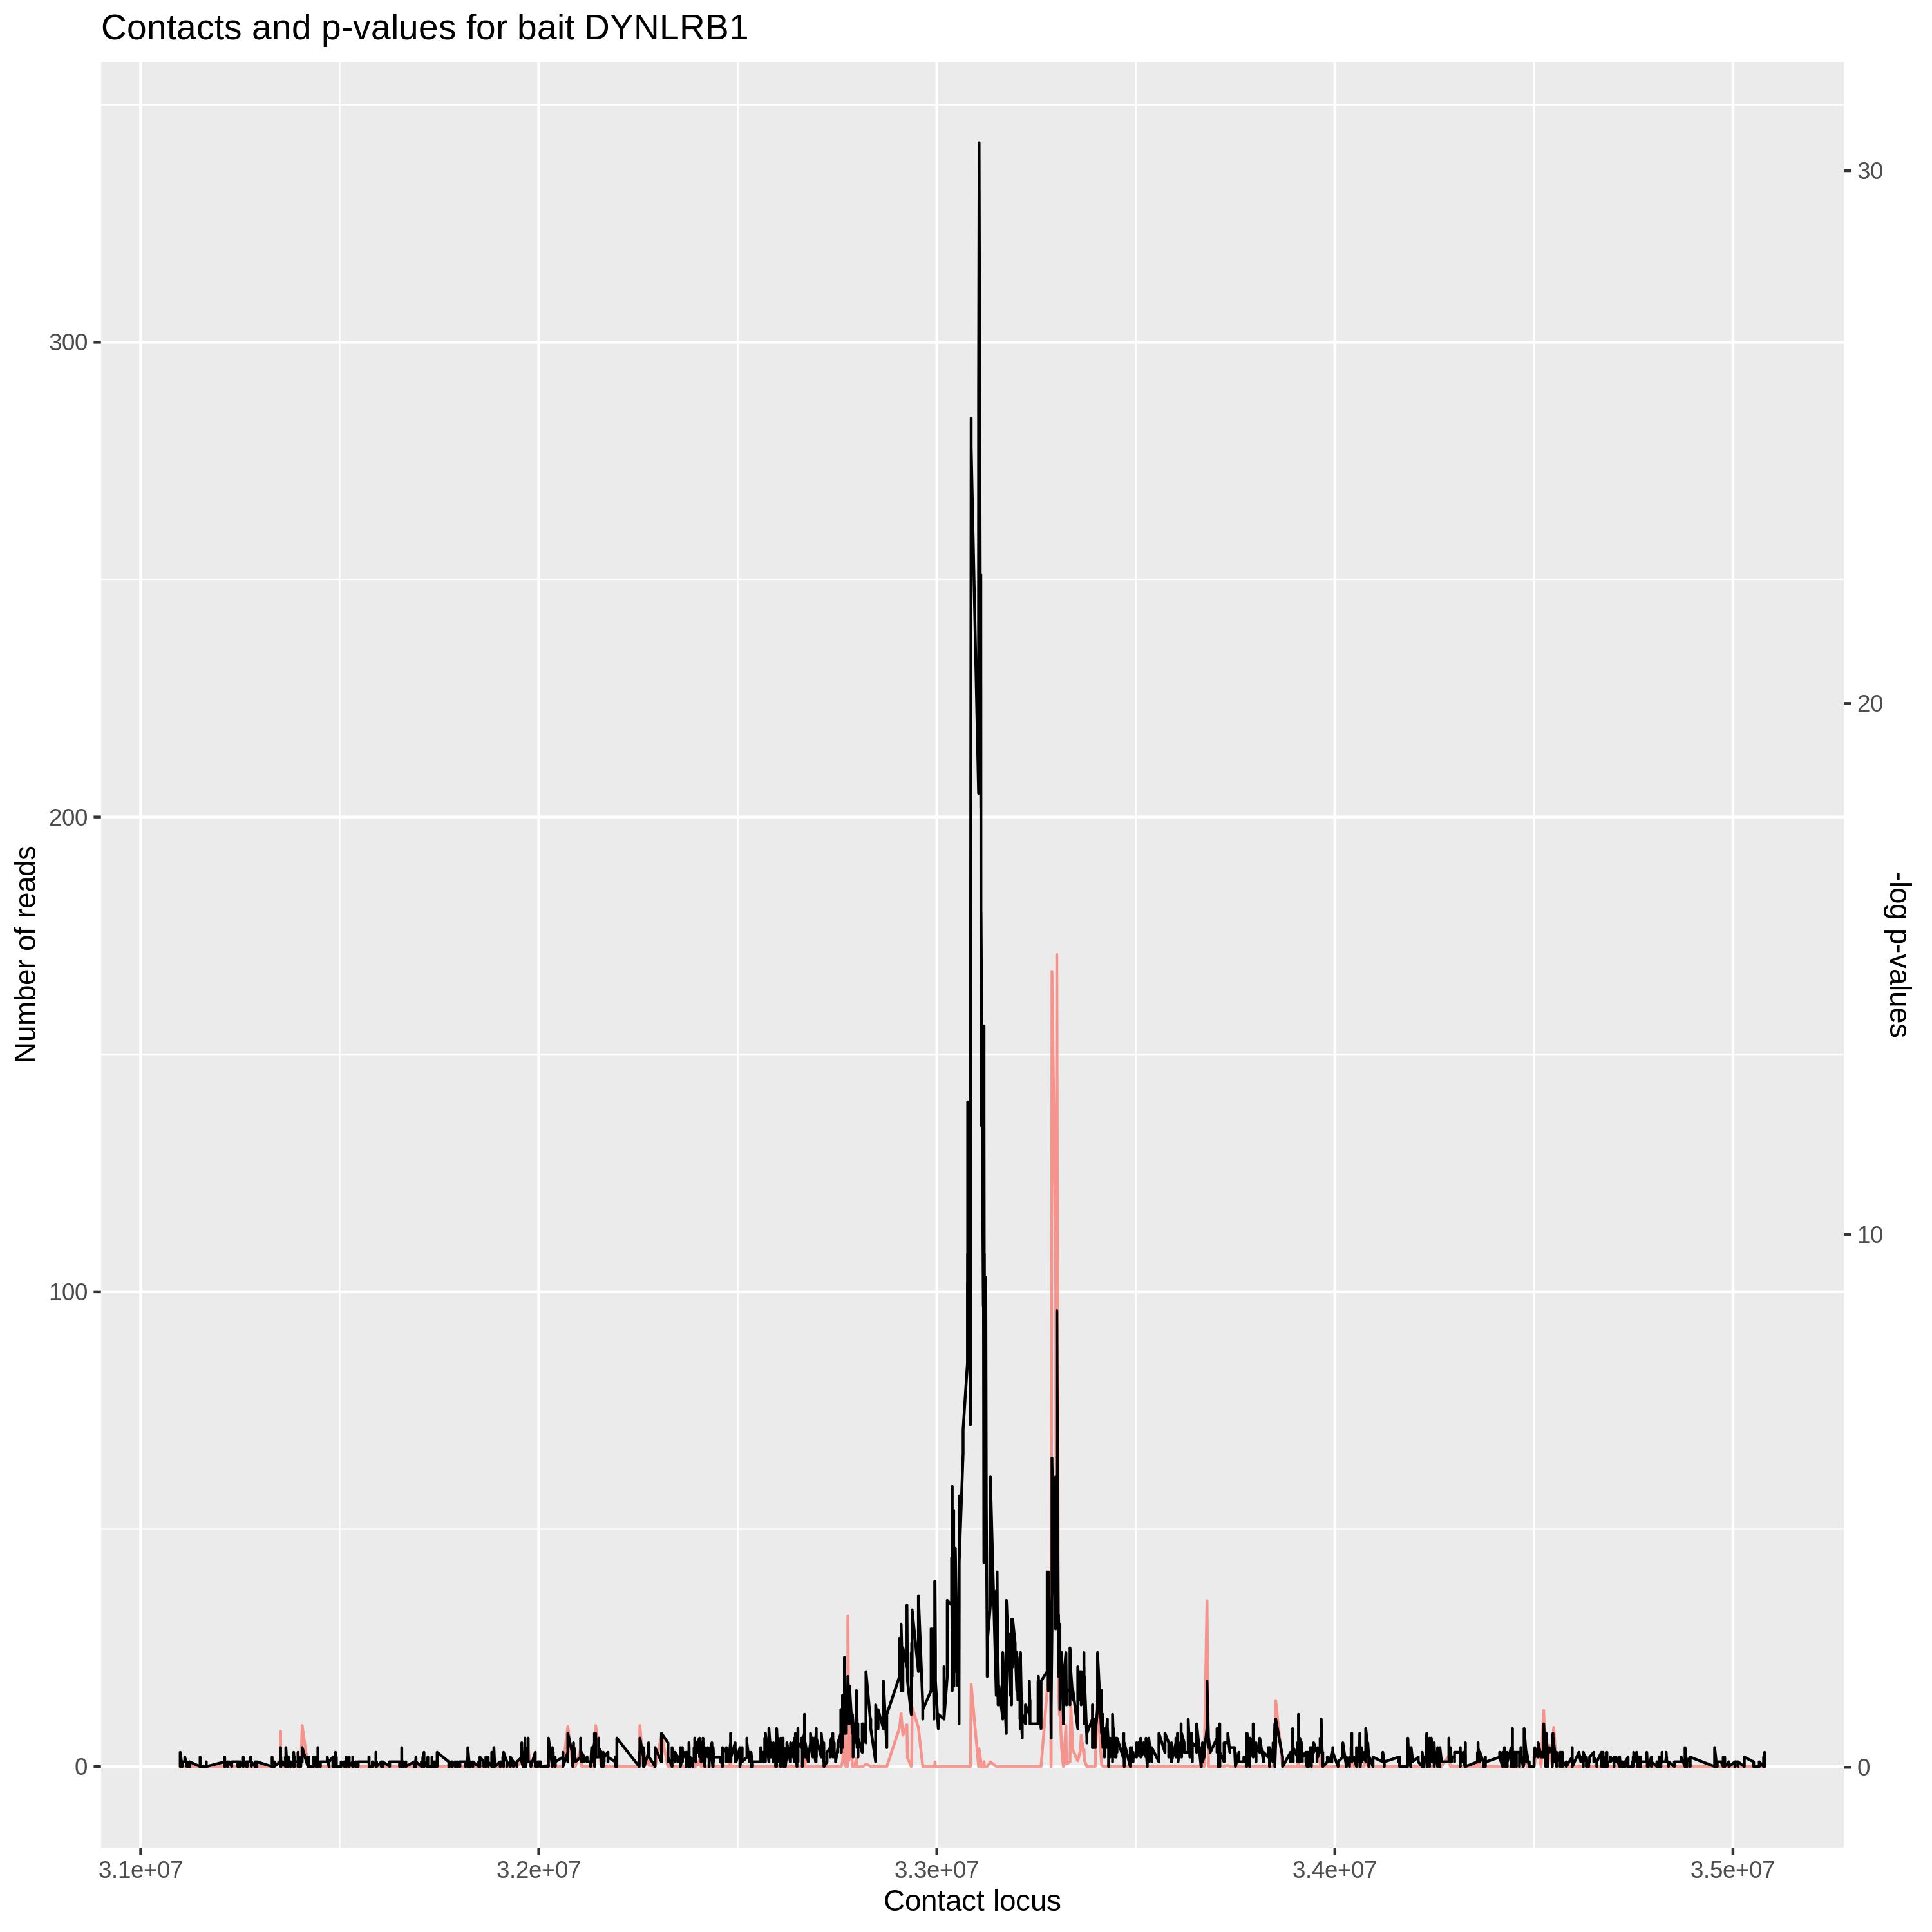 Contacts and p-values for bait DYNLRB1
Number of reads
300
200
100
0
30
20
10
0
-log p-values
3.1e+07 3.2e+07 3.3e+07 3.4e+07 3.5e+07
Contact locus